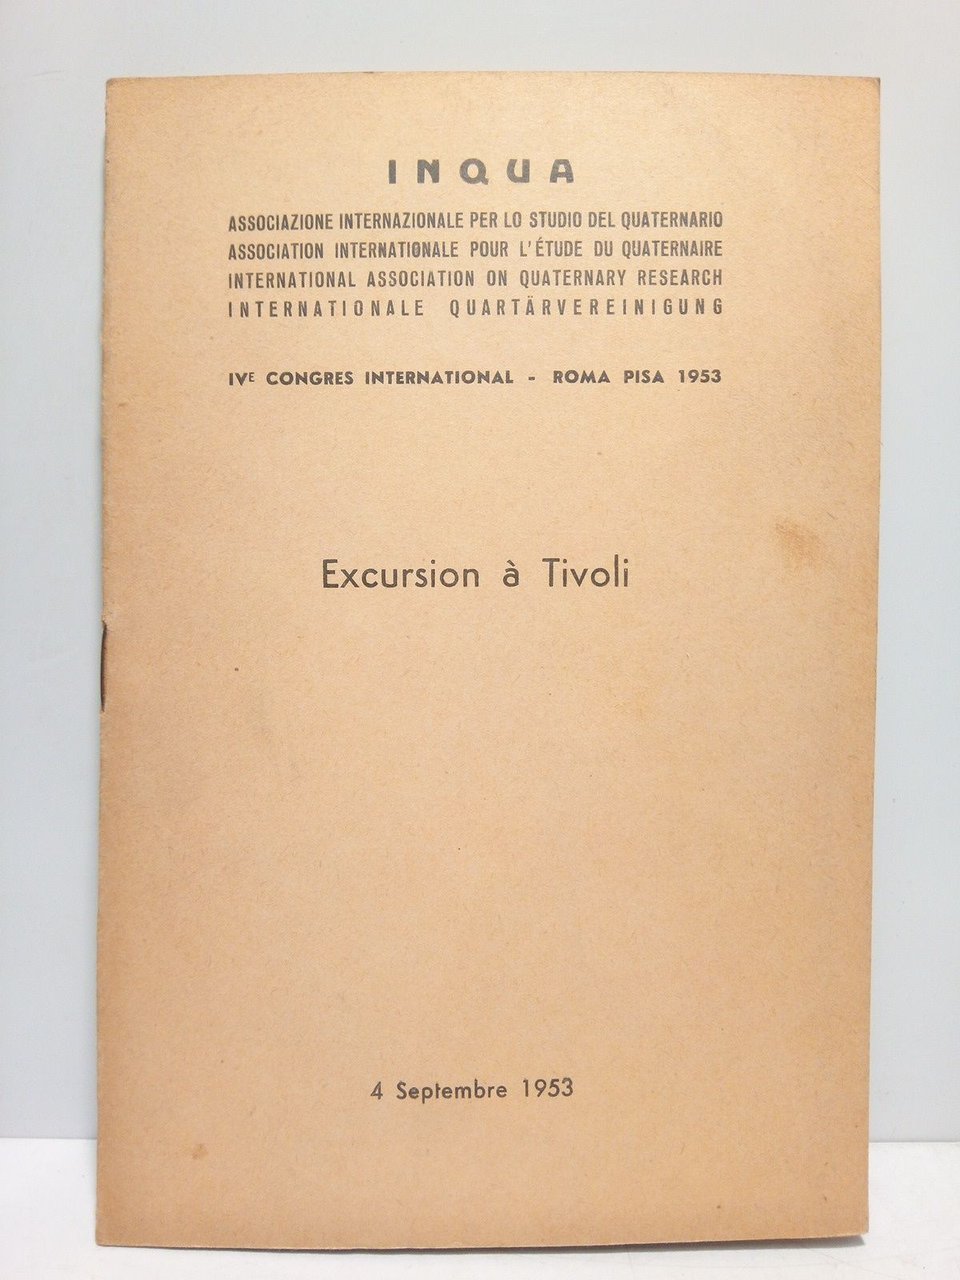 INQUA
ASSOCIAZIONE INTERNAZIONALE PER LO STUDIO DEL QUATERNARIO
ASSOCIATION INTERNATIONALE POUR L'ÉTUDE DU QUATERNAIRE
INTERNATIONAL ASSOCIATION ON QUATERNARY RESEARCH
INTERNATIONALE QUARTÄRVEREINIGUNG
IVE CONGRES INTERNATIONAL - ROMA PISA 1953
Excursion à Tivoli
4 Septembre 1953